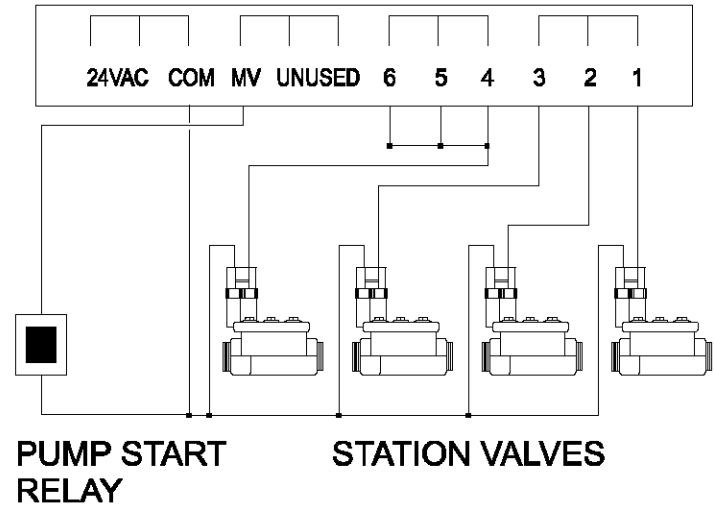 24VAC COM MV UNUSED 6 5 4 3 2 1
PUMP START
RELAY
STATION VALVES